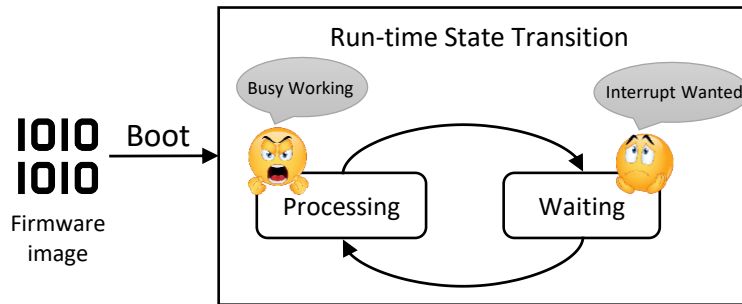 Run-time State Transition
Busy Working
Interrupt Wanted
1010
1010
Boot
Firmware
image
Processing
Waiting